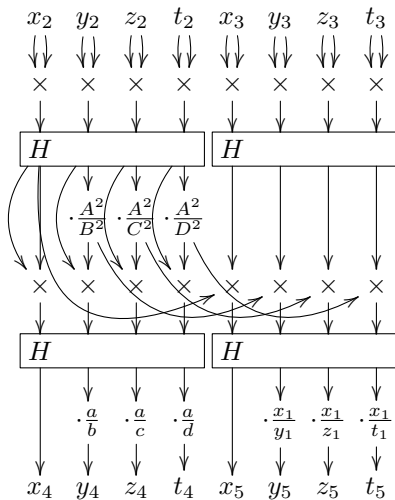 x₂ y₂ z₂ t₂ x₃ y₃ z₃ t₃
× × × × × × × ×
H H
· A²/B² · A²/C² · A²/D²
× × × × × × × ×
H H
· a/b · a/c · a/d · x₁/y₁ · x₁/z₁ · x₁/t₁
x₄ y₄ z₄ t₄ x₅ y₅ z₅ t₅